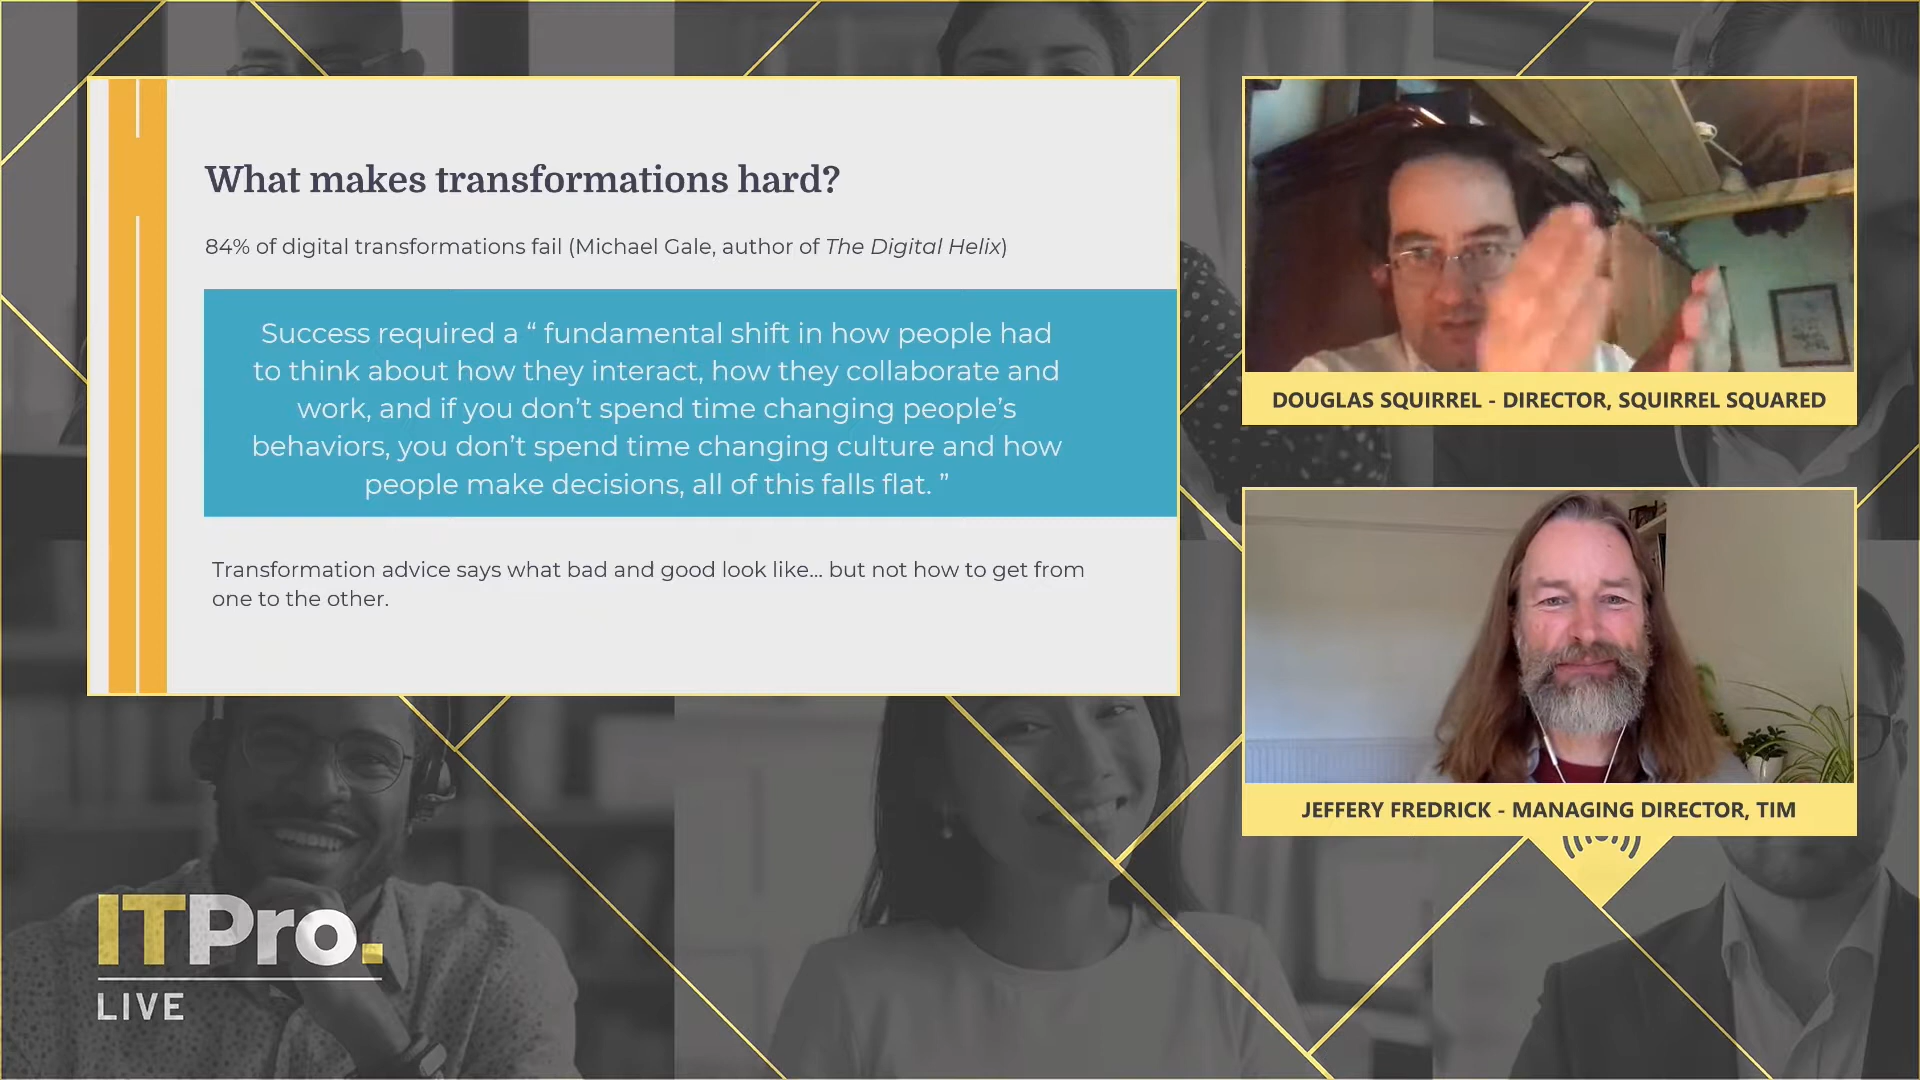 What makes transformations hard?
84% of digital transformations fail (Michael Gale, author of The Digital Helix)
Success required a “ fundamental shift in how people had
to think about how they interact, how they collaborate and
work, and if you don’t spend time changing people’s
behaviors, you don’t spend time changing culture and how
people make decisions, all of this falls flat. ”
Transformation advice says what bad and good look like... but not how to get from
one to the other.
DOUGLAS SQUIRREL - DIRECTOR, SQUIRREL SQUARED
JEFFERY FREDRICK - MANAGING DIRECTOR, TIM
ITPro.
LIVE